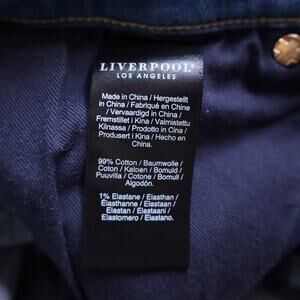 LIVERPOOL
LOS ANGELES
Made in China / Hergestellt
in China / Fabriqué en Chine
/ Vervaardigd in China /
Fremstillet i Kina / Valmistettu
Kiinassa / Prodotto in Cina /
Produsert i Kina / Hecho en
China.
99% Cotton / Baumwolle /
Coton / Katoen / Bomuld /
Puuvilla / Cotone / Bomull /
Algodón.
1% Elastane / Elasthan /
Élasthanne / Elastaan /
Elastan / Elastaani /
Elastomero / Elastano.